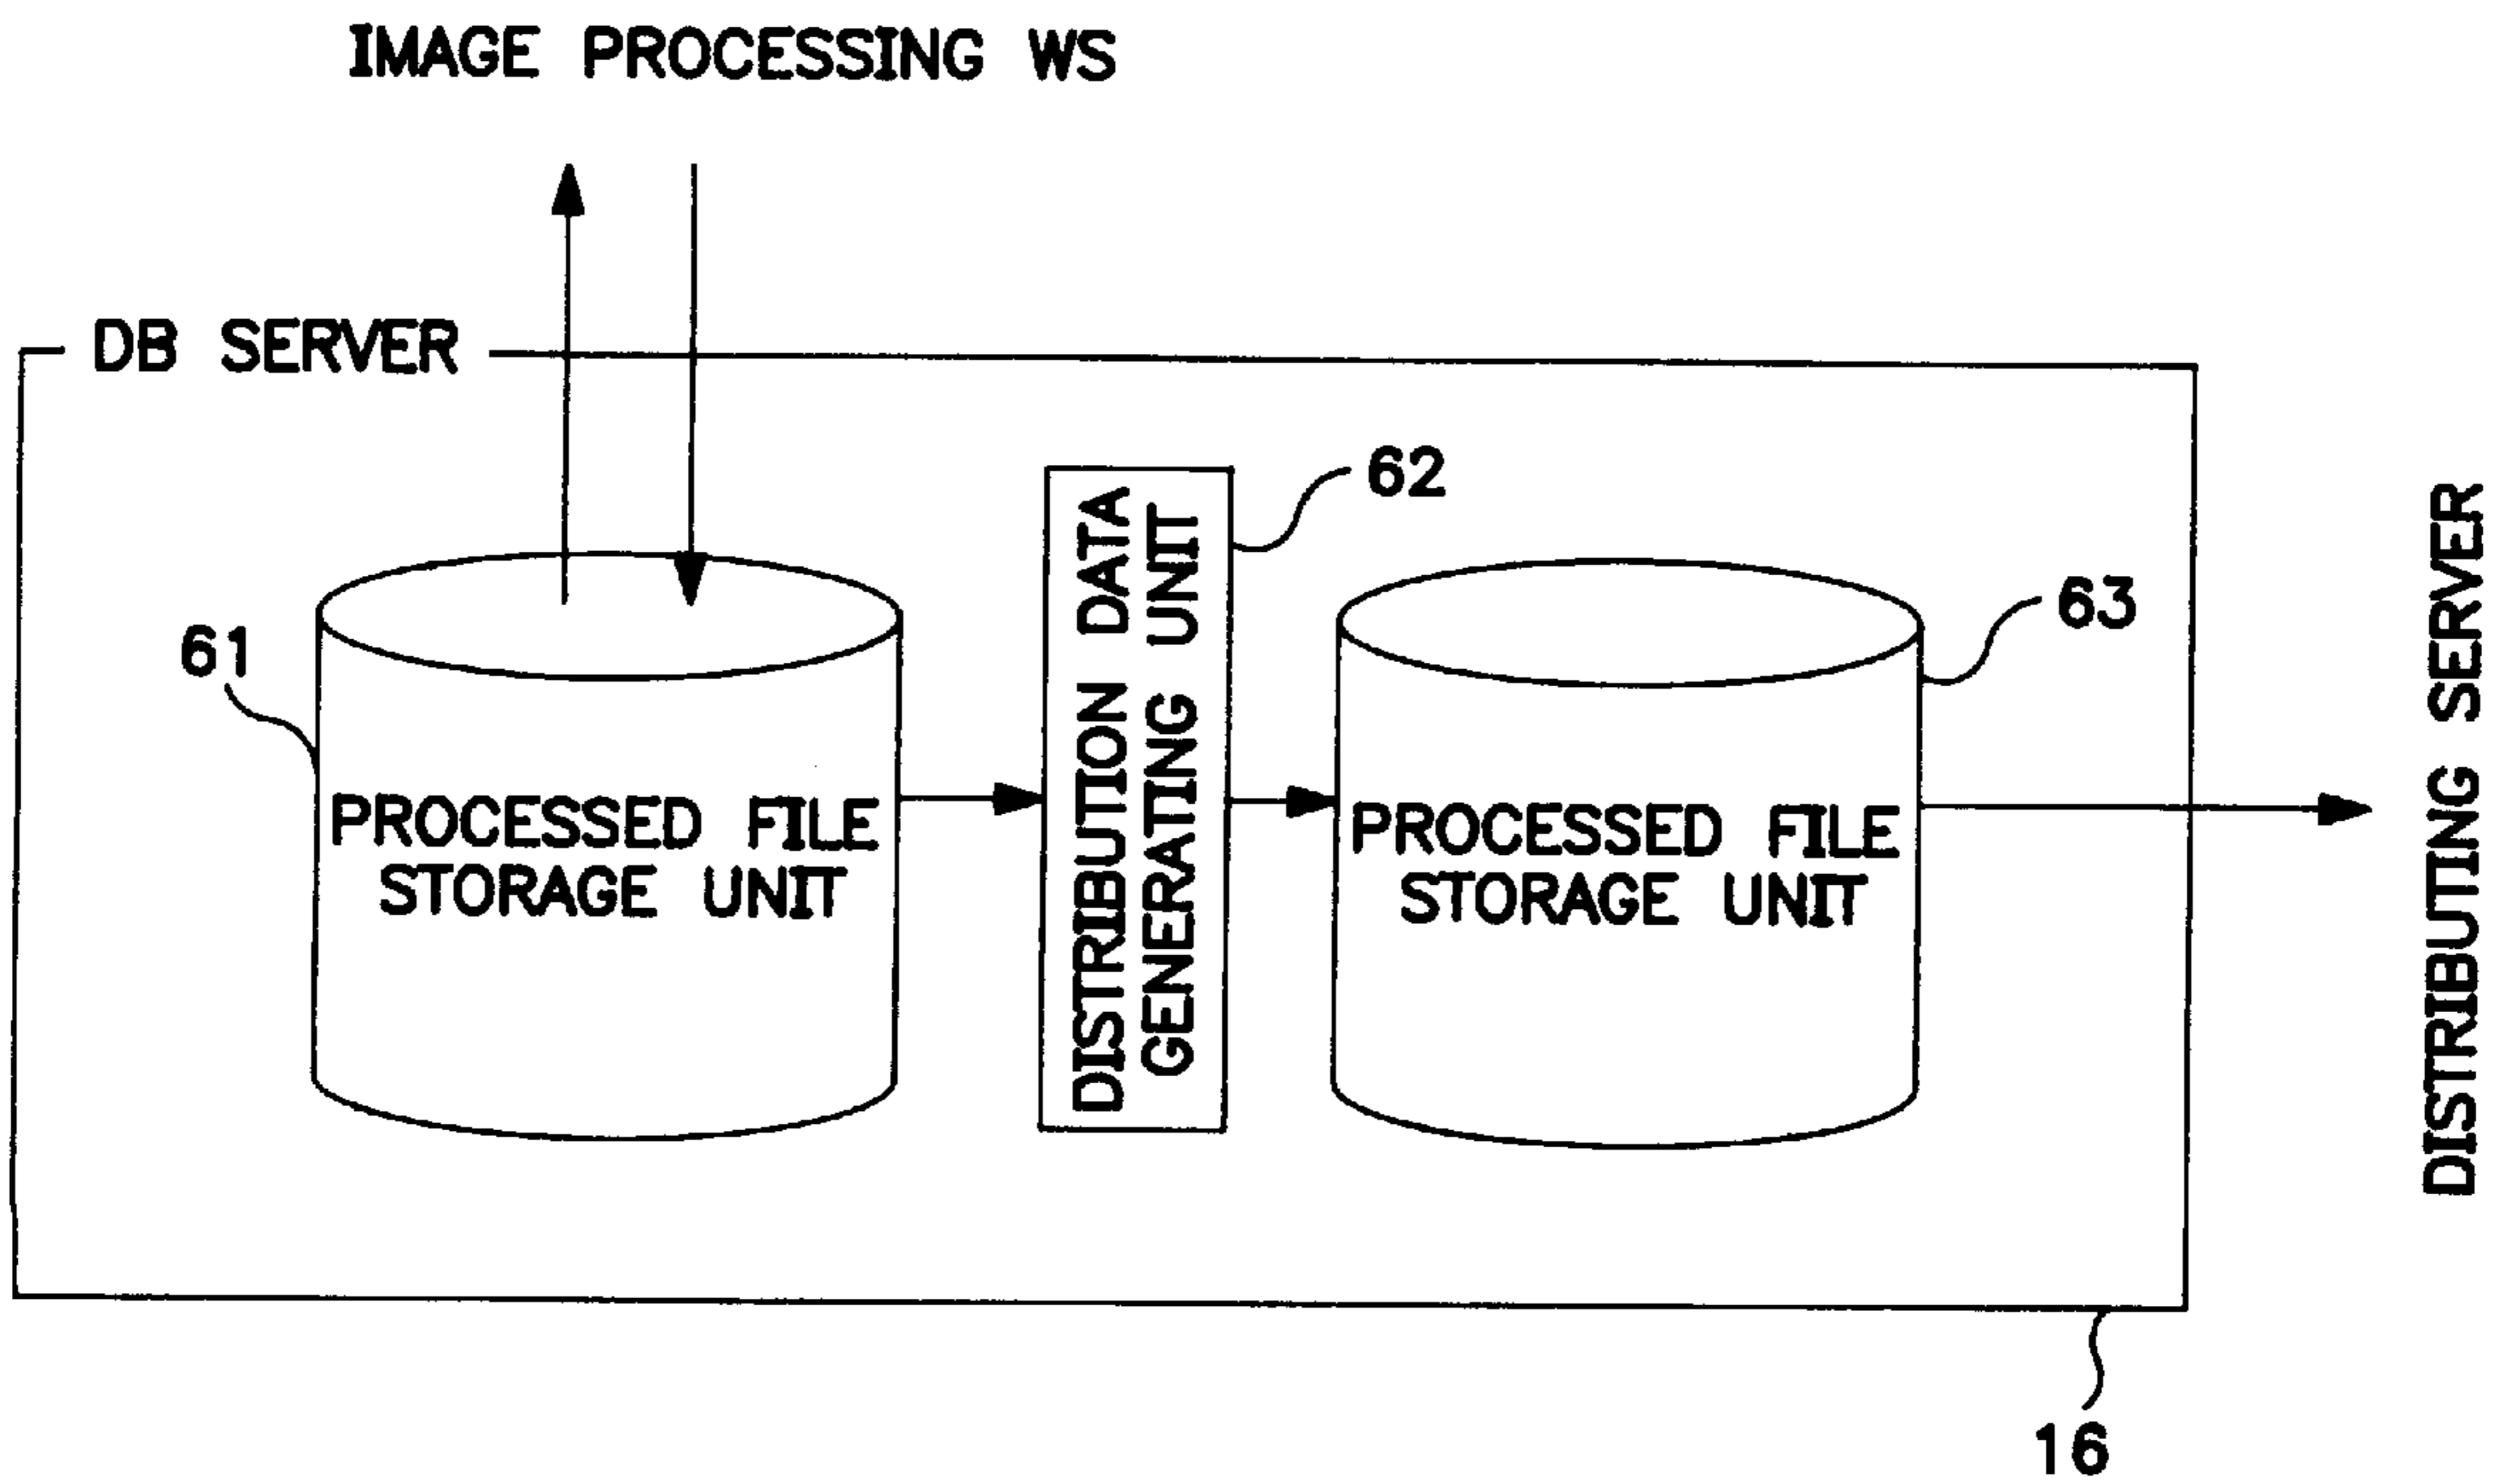 IMAGE PROCESSING WS
DB SERVER
61
PROCESSED FILE
STORAGE UNIT
DISTRIBUTION DATA
GENERATING UNIT
62
PROCESSED FILE
STORAGE UNIT
63
DISTRIBUTING SERVER
16